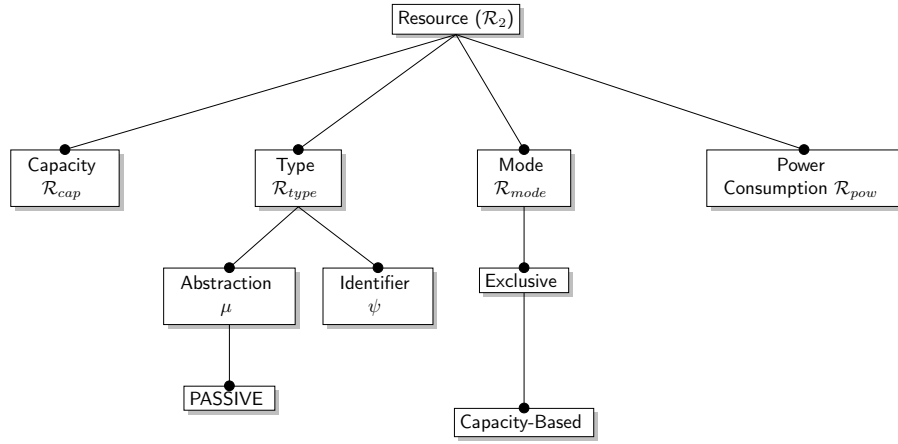 Resource (ℛ₂)
Capacity
ℛ_cap
Type
ℛ_type
Mode
ℛ_mode
Power
Consumption ℛ_pow
Abstraction
μ
Identifier
ψ
Exclusive
PASSIVE
Capacity-Based